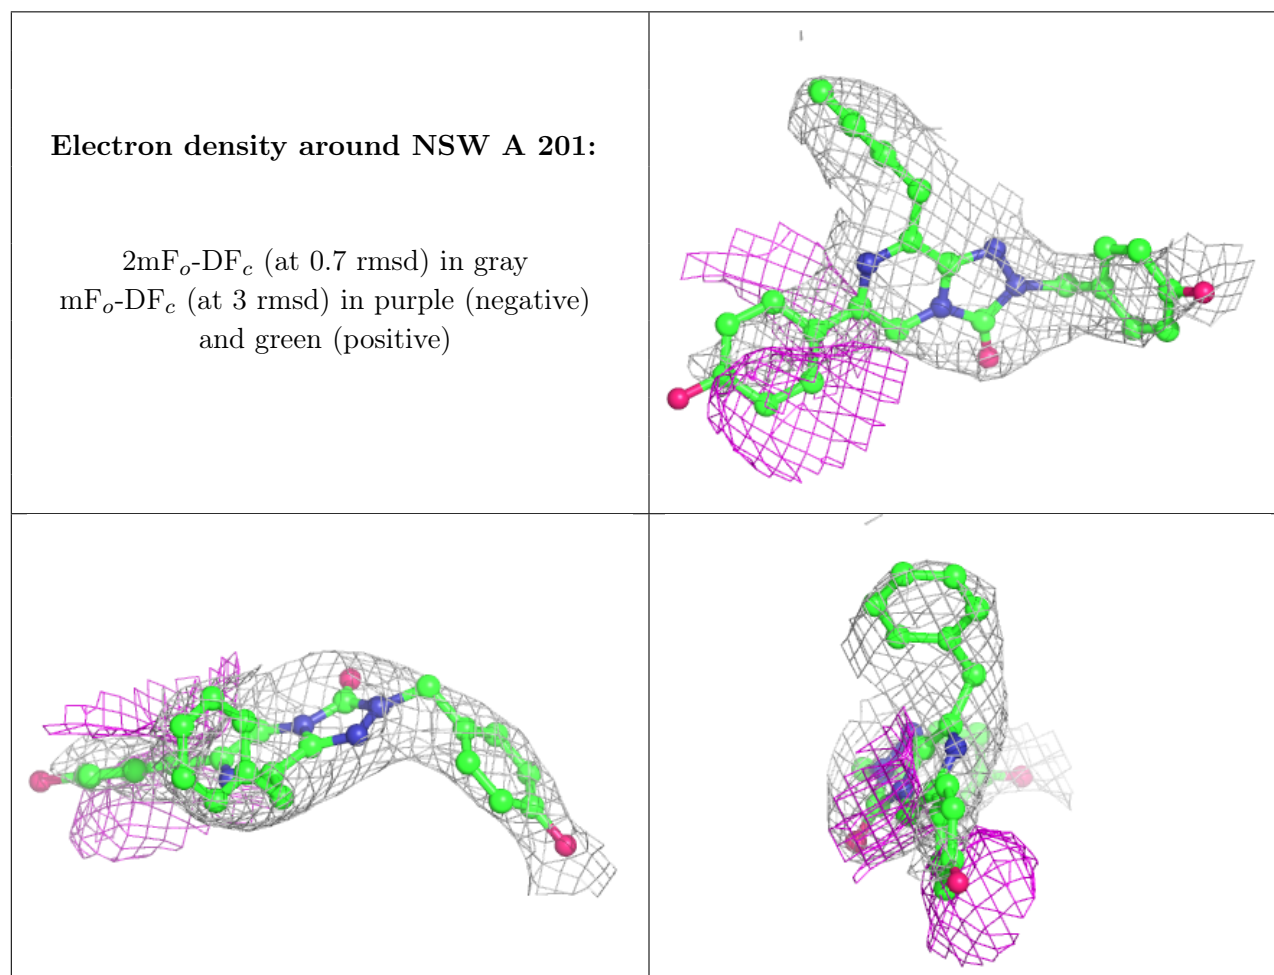 Electron density around NSW A 201:
2mFo-DFc (at 0.7 rmsd) in gray
mFo-DFc (at 3 rmsd) in purple (negative)
and green (positive)